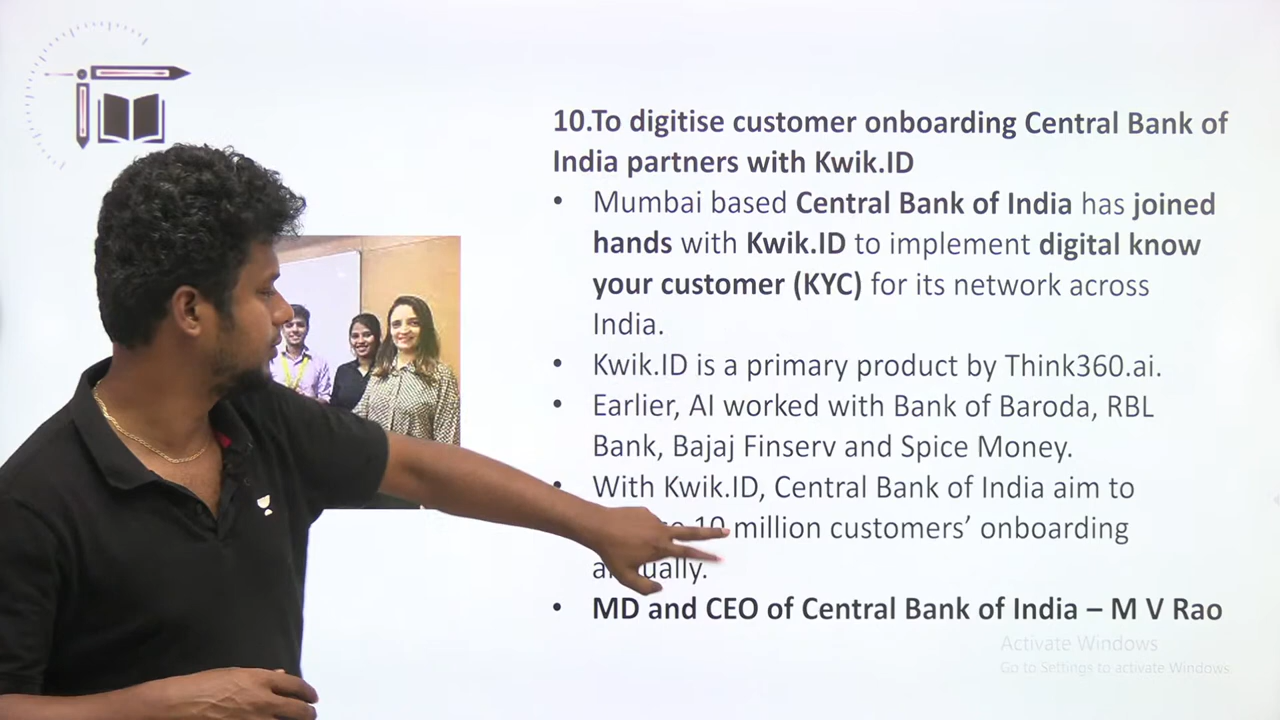 10.To digitise customer onboarding Central Bank of
India partners with Kwik.ID
• Mumbai based Central Bank of India has joined
hands with Kwik.ID to implement digital know
your customer (KYC) for its network across
India.
• Kwik.ID is a primary product by Think360.ai.
• Earlier, AI worked with Bank of Baroda, RBL
Bank, Bajaj Finserv and Spice Money.
• With Kwik.ID, Central Bank of India aim to
10 million customers’ onboarding
annually.
• MD and CEO of Central Bank of India – M V Rao
Activate Windows
Go to Settings to activate Windows